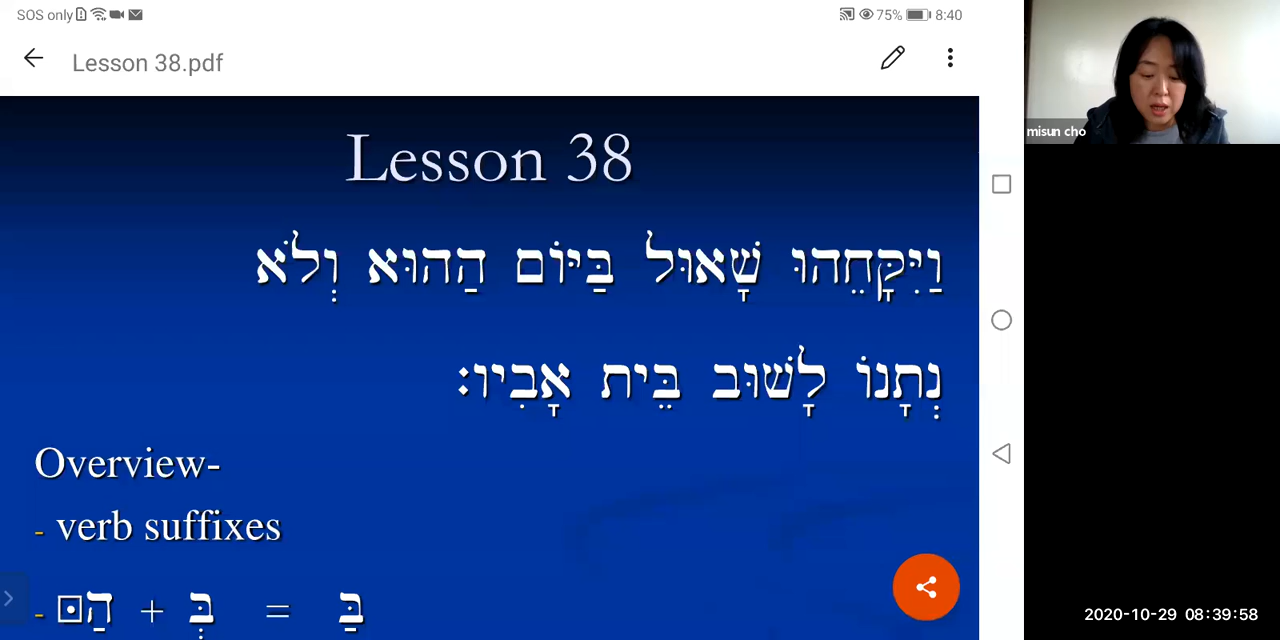 SOS only 75% 8:40
Lesson 38.pdf
misun cho
Lesson 38
וַיִּקָּחֵהוּ שָׁאוּל בַּיּוֹם הַהוּא וְלֹא
נְתָנוֹ לָשׁוּב בֵּית אָבִיו׃
Overview-
- verb suffixes
- הַ⊡ + בְּ = בַּ
2020-10-29 08:39:58